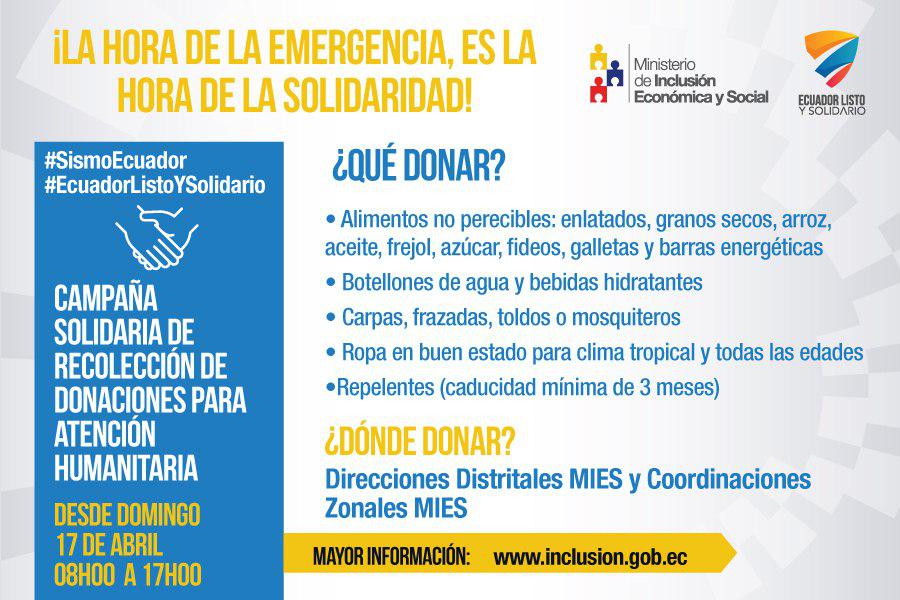 ¡LA HORA DE LA EMERGENCIA, ES LA
HORA DE LA SOLIDARIDAD!
Ministerio
de Inclusión
Económica y Social
ECUADOR LISTO
Y SOLIDARIO
#SismoEcuador
#EcuadorListoYSolidario
CAMPAÑA
SOLIDARIA DE
RECOLECCIÓN DE
DONACIONES PARA
ATENCIÓN
HUMANITARIA
DESDE DOMINGO
17 DE ABRIL
08H00 A 17H00
¿QUÉ DONAR?
• Alimentos no perecibles: enlatados, granos secos, arroz,
aceite, frejol, azúcar, fideos, galletas y barras energéticas
• Botellones de agua y bebidas hidratantes
• Carpas, frazadas, toldos o mosquiteros
• Ropa en buen estado para clima tropical y todas las edades
•Repelentes (caducidad mínima de 3 meses)
¿DÓNDE DONAR?
Direcciones Distritales MIES y Coordinaciones
Zonales MIES
MAYOR INFORMACIÓN: www.inclusion.gob.ec